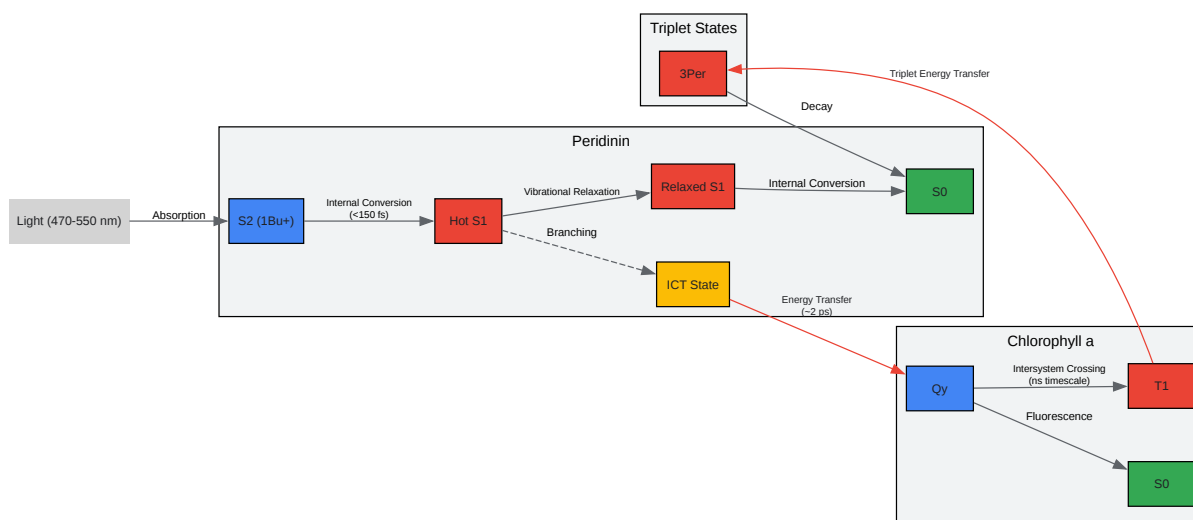 Triplet States
3Per
Triplet Energy Transfer
Decay
Peridinin
Light (470-550 nm)
Absorption
S2 (1Bu+)
Internal Conversion
(<150 fs)
Hot S1
Vibrational Relaxation
Relaxed S1
Internal Conversion
S0
Branching
ICT State
Energy Transfer
(~2 ps)
Chlorophyll a
Qy
Intersystem Crossing
(ns timescale)
T1
Fluorescence
S0